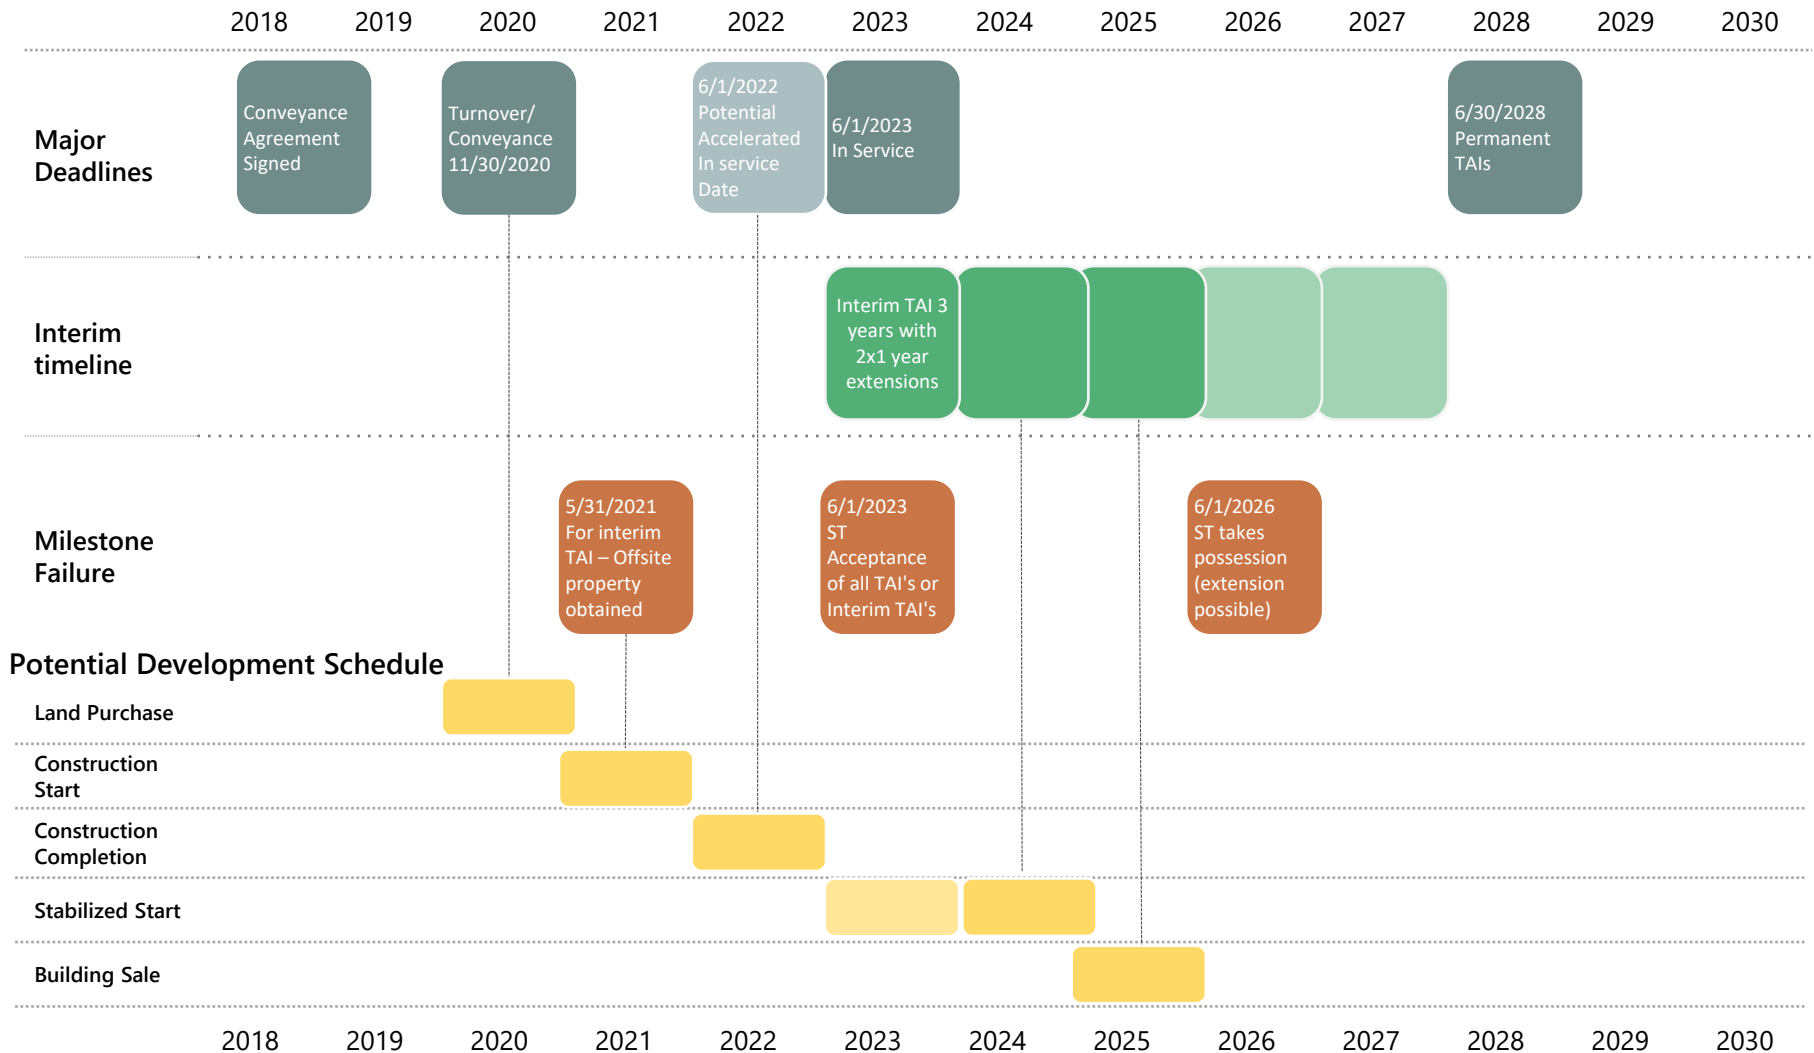 2018 2019 2020 2021 2022 2023 2024 2025 2026 2027 2028 2029 2030
Major
Deadlines
Conveyance
Agreement
Signed
Turnover/
Conveyance
11/30/2020
6/1/2022
Potential
Accelerated
In service
Date
6/1/2023
In Service
6/30/2028
Permanent
TAIs
Interim
timeline
Interim TAI 3
years with
2x1 year
extensions
Milestone
Failure
5/31/2021
For interim
TAI – Offsite
property
obtained
6/1/2023
ST
Acceptance
of all TAI's or
Interim TAI's
6/1/2026
ST takes
possession
(extension
possible)
Potential Development Schedule
Land Purchase
Construction
Start
Construction
Completion
Stabilized Start
Building Sale
2018 2019 2020 2021 2022 2023 2024 2025 2026 2027 2028 2029 2030